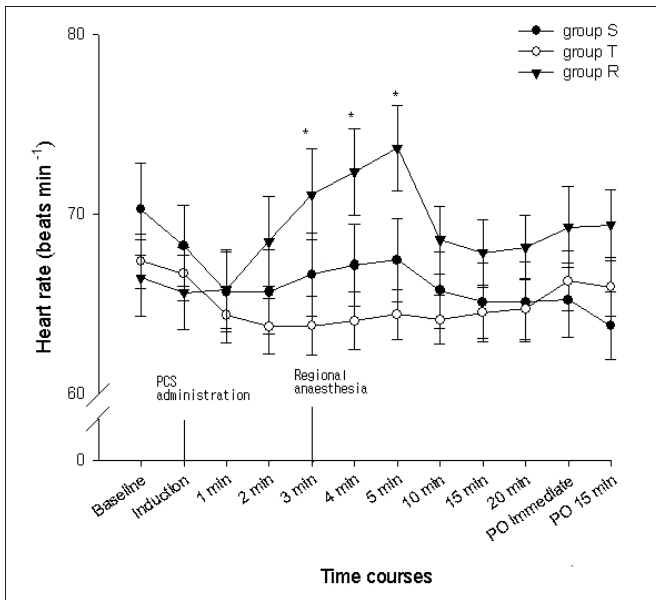 80
group S
group T
group R
* * *
70
Heart rate (beats min -1)
PCS
administration
Regional
anaesthesia
60
0
Baseline
Induction
1 min
2 min
3 min
4 min
5 min
10 min
15 min
20 min
PO immediate
PO 15 min
Time courses